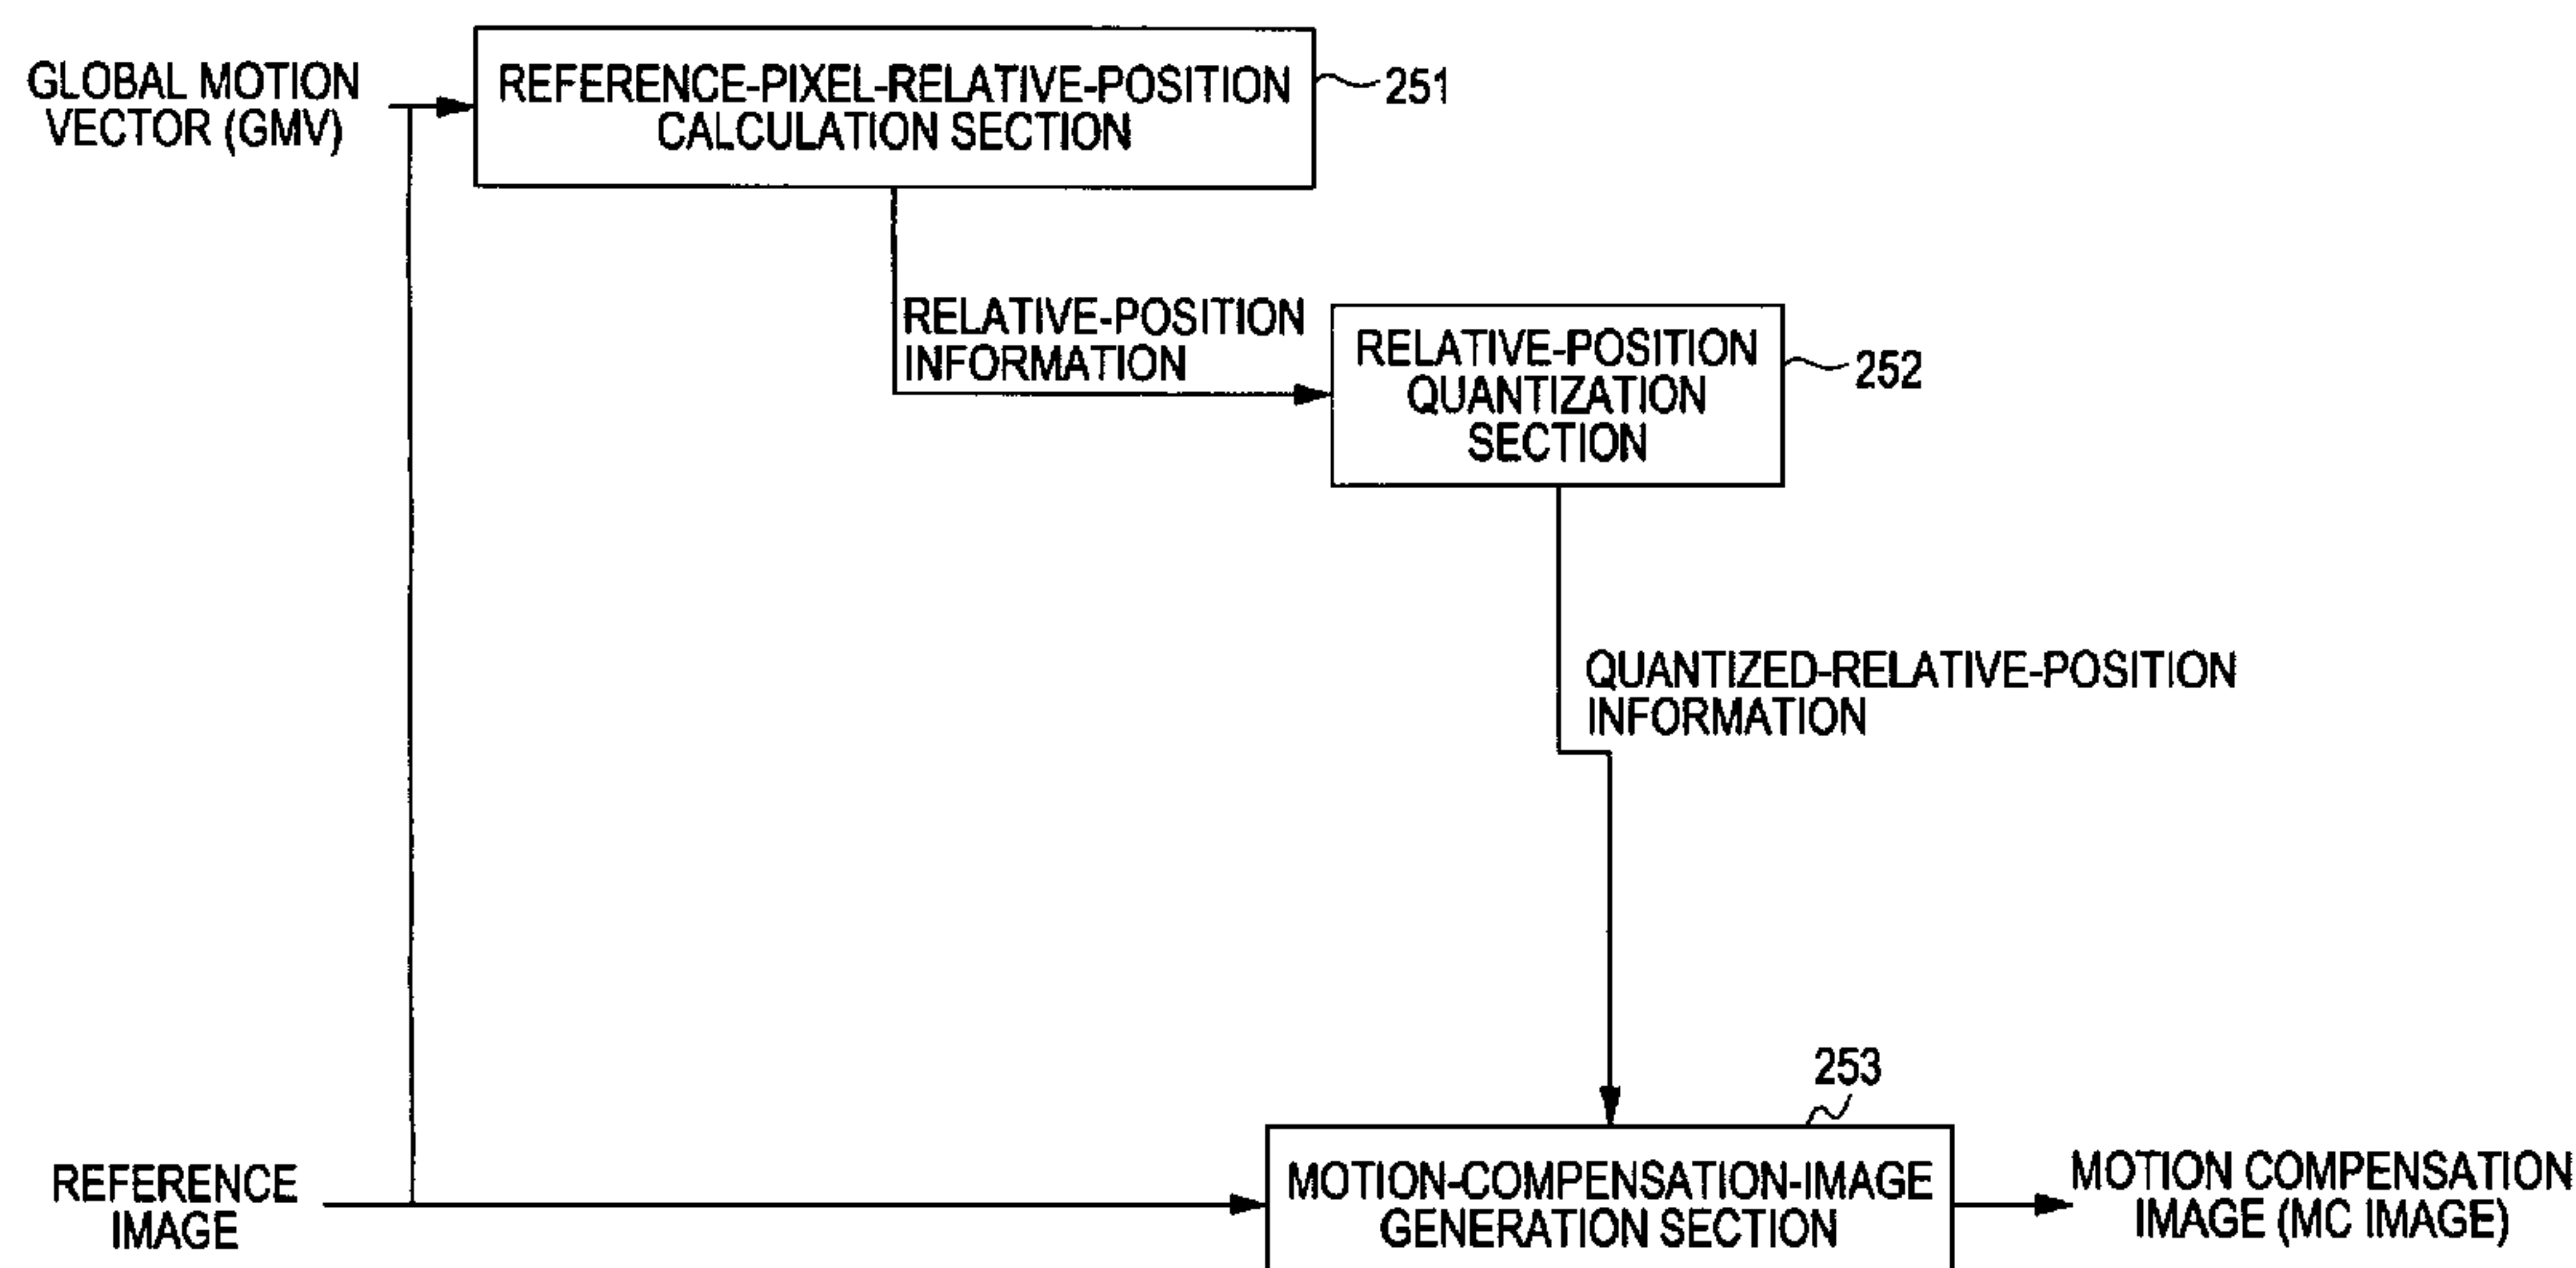 GLOBAL MOTION
VECTOR (GMV)
REFERENCE-PIXEL-RELATIVE-POSITION
CALCULATION SECTION
251
RELATIVE-POSITION
INFORMATION
RELATIVE-POSITION
QUANTIZATION
SECTION
252
QUANTIZED-RELATIVE-POSITION
INFORMATION
253
REFERENCE
IMAGE
MOTION-COMPENSATION-IMAGE
GENERATION SECTION
MOTION COMPENSATION
IMAGE (MC IMAGE)